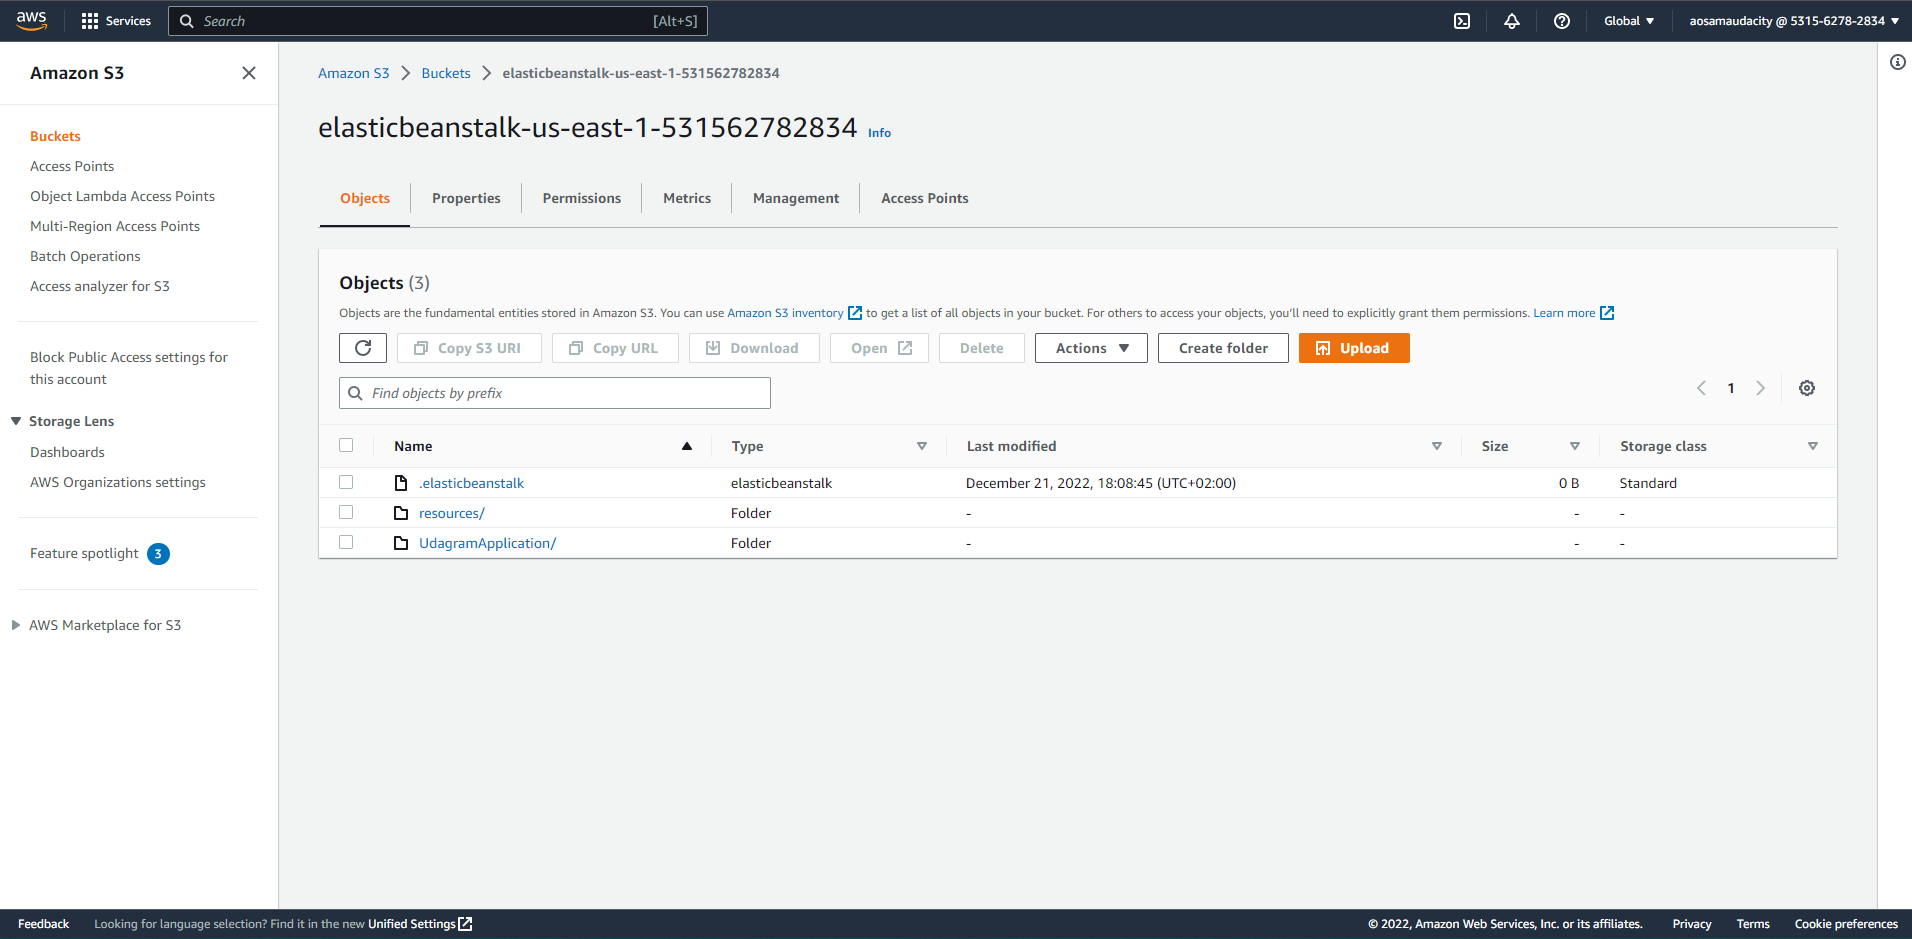 aws
Services
Search
[Alt+S]
Global
aosamaudacity @ 5315-6278-2834
Amazon S3
Buckets
Access Points
Object Lambda Access Points
Multi-Region Access Points
Batch Operations
Access analyzer for S3
Block Public Access settings for
this account
Storage Lens
Dashboards
AWS Organizations settings
Feature spotlight 3
AWS Marketplace for S3
Amazon S3 Buckets elasticbeanstalk-us-east-1-531562782834
elasticbeanstalk-us-east-1-531562782834 Info
Objects Properties Permissions Metrics Management Access Points
Objects (3)
Objects are the fundamental entities stored in Amazon S3. You can use Amazon S3 inventory to get a list of all objects in your bucket. For others to access your objects, you'll need to explicitly grant them permissions. Learn more
Copy S3 URI Copy URL Download Open Delete Actions Create folder Upload
Find objects by prefix
1
Name Type Last modified Size Storage class
.elasticbeanstalk elasticbeanstalk December 21, 2022, 18:08:45 (UTC+02:00) 0 B Standard
resources/ Folder - - -
UdagramApplication/ Folder - - -
Feedback Looking for language selection? Find it in the new Unified Settings © 2022, Amazon Web Services, Inc. or its affiliates. Privacy Terms Cookie preferences